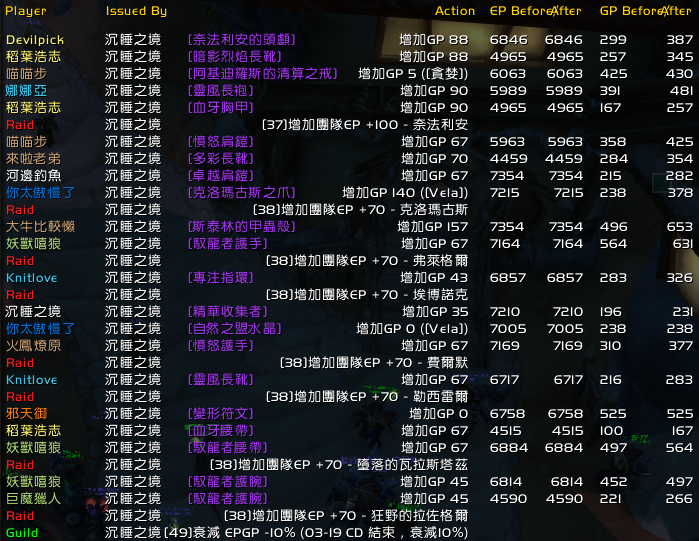 Player Issued By Action EP Before After GP Before After
Devilpick 沉睡之境 [奈法利安的頭顱] 增加GP 88 6846 6846 299 387
稻葉浩志 沉睡之境 [暗影烈焰長靴] 增加GP 88 4965 4965 257 345
喵喵步 沉睡之境 [阿基迪羅斯的清算之戒] 增加GP 5 ([貪婪]) 6063 6063 425 430
娜娜亞 沉睡之境 [靈風長袍] 增加GP 90 5989 5989 391 481
稻葉浩志 沉睡之境 [血牙胸甲] 增加GP 90 4965 4965 167 257
Raid 沉睡之境 [37]增加團隊EP +100 - 奈法利安
喵喵步 沉睡之境 [憤怒肩鎧] 增加GP 67 5963 5963 358 425
來啦老弟 沉睡之境 [多彩長靴] 增加GP 70 4459 4459 284 354
河邊釣魚 沉睡之境 [卓越肩鎧] 增加GP 67 7354 7354 215 282
你太傲慢了 沉睡之境 [克洛瑪古斯之爪] 增加GP 140 ([Vela]) 7215 7215 238 378
Raid 沉睡之境 [38]增加團隊EP +70 - 克洛瑪古斯
大牛比較懶 沉睡之境 [斯泰林的甲蟲殼] 增加GP 157 7354 7354 496 653
妖獸嘻狼 沉睡之境 [馭龍者護手] 增加GP 67 7164 7164 564 631
Raid 沉睡之境 [38]增加團隊EP +70 - 弗萊格爾
Knitlove 沉睡之境 [專注指環] 增加GP 43 6857 6857 283 326
Raid 沉睡之境 [38]增加團隊EP +70 - 埃博諾克
沉睡之境 沉睡之境 [精華收集者] 增加GP 35 7210 7210 196 231
你太傲慢了 沉睡之境 [自然之盟水晶] 增加GP 0 ([Vela]) 7005 7005 238 238
火鳳燎原 沉睡之境 [憤怒護手] 增加GP 67 7169 7169 310 377
Raid 沉睡之境 [38]增加團隊EP +70 - 費爾默
Knitlove 沉睡之境 [靈風長靴] 增加GP 67 6717 6717 216 283
Raid 沉睡之境 [38]增加團隊EP +70 - 勒西雷爾
邪天御 沉睡之境 [變形符文] 增加GP 0 6758 6758 525 525
稻葉浩志 沉睡之境 [血牙腰帶] 增加GP 67 4515 4515 100 167
妖獸嘻狼 沉睡之境 [馭龍者腰帶] 增加GP 67 6884 6884 497 564
Raid 沉睡之境 [38]增加團隊EP +70 - 墮落的瓦拉斯塔茲
妖獸嘻狼 沉睡之境 [馭龍者護腕] 增加GP 45 6814 6814 452 497
巨魔獵人 沉睡之境 [馭龍者護腕] 增加GP 45 4590 4590 221 266
Raid 沉睡之境 [38]增加團隊EP +70 - 狂野的拉佐格爾
Guild 沉睡之境 [49]衰減 EPGP -10% (03-19 CD 結束，衰減10%)